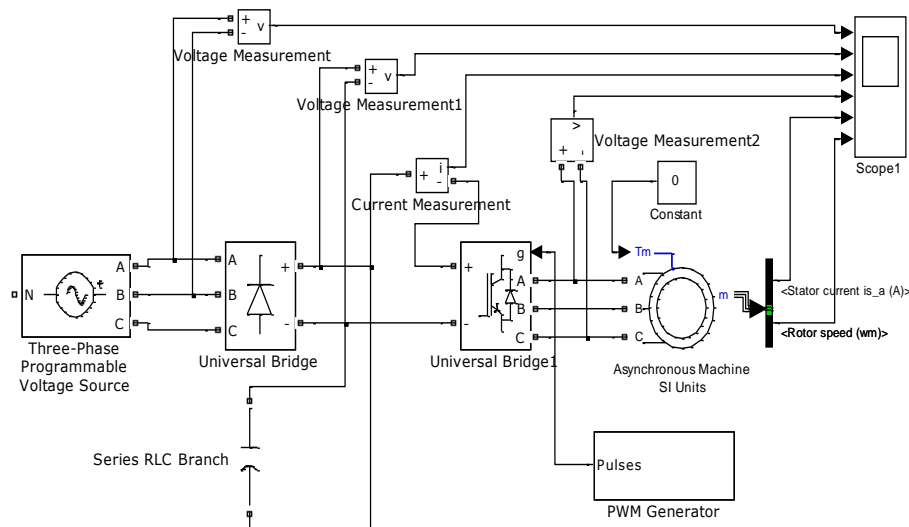 +
-
v
Voltage Measurement
+
-
v
Voltage Measurement1
v
+
-
Voltage Measurement2
Scope1
+
i
-
Current Measurement
0
Constant
N
A
B
C
Three-Phase
Programmable
Voltage Source
A
B
C
+
-
Universal Bridge
+
-
g
A
B
C
Universal Bridge1
Tm
A
B
C
m
Asynchronous Machine
SI Units
<Stator current is_a (A)>
<Rotor speed (wm)>
Series RLC Branch
Pulses
PWM Generator